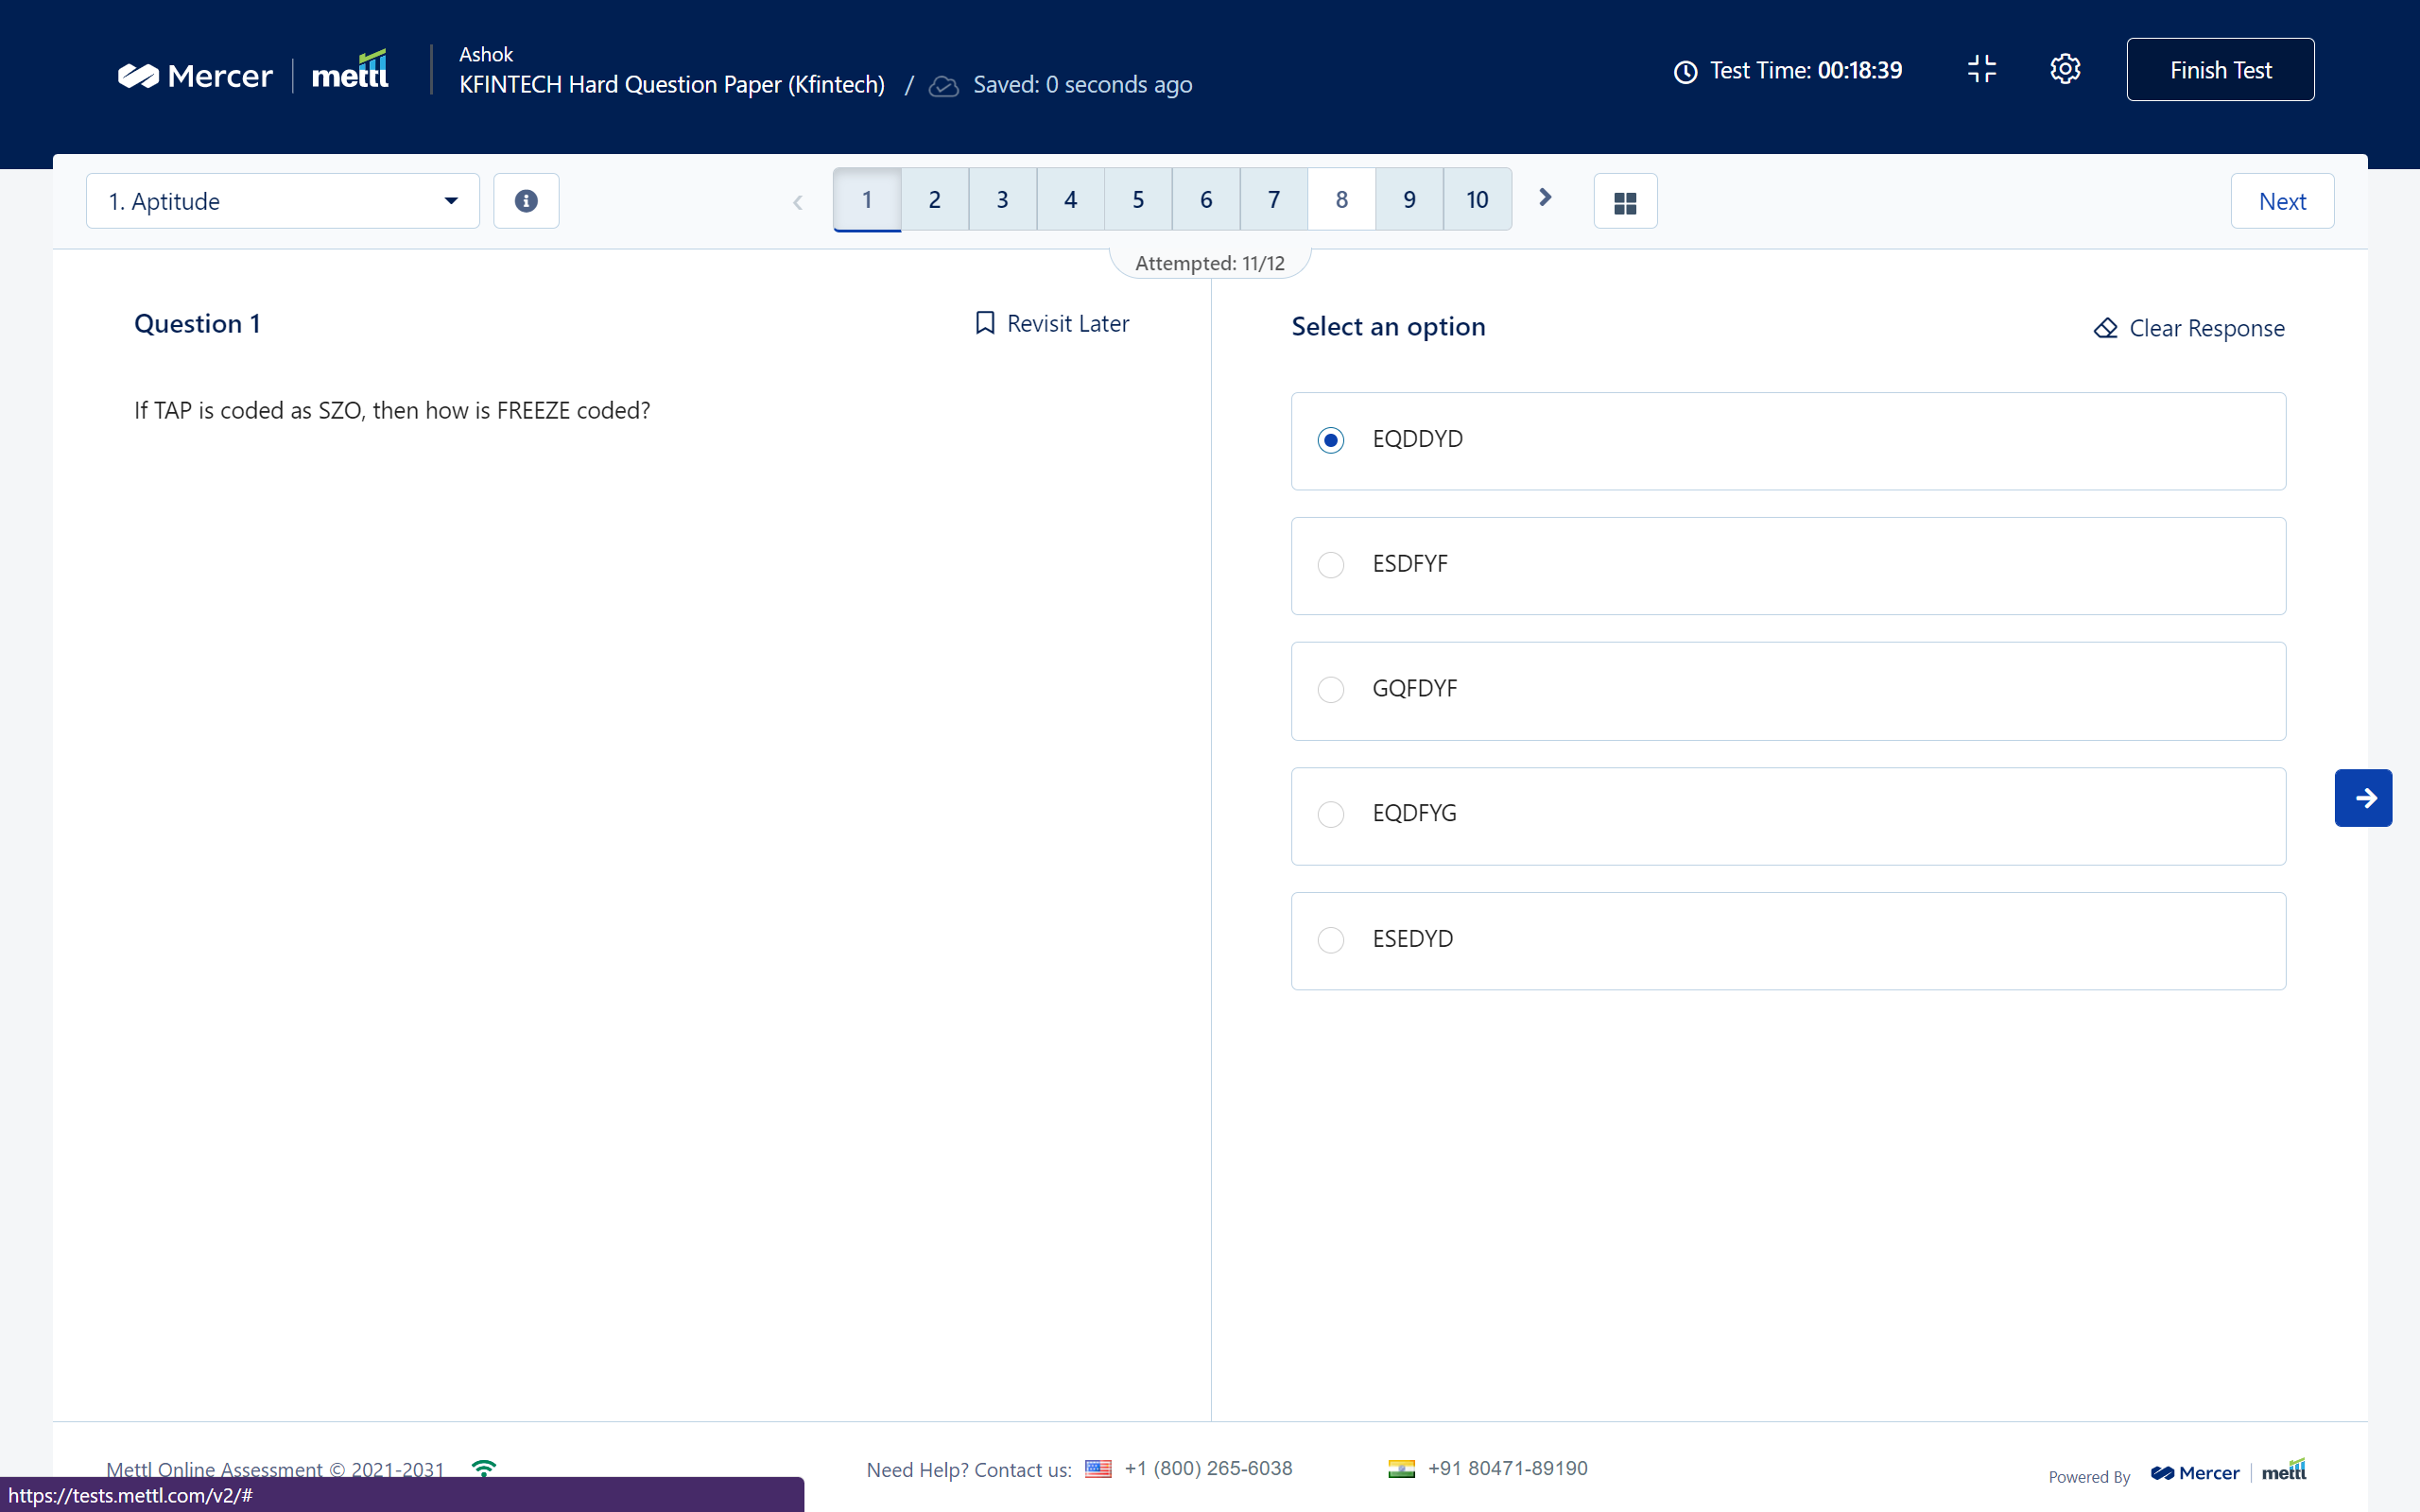 Mercer | mettl
Ashok
KFINTECH Hard Question Paper (Kfintech) / Saved: 0 seconds ago
Test Time: 00:18:39
Finish Test
1. Aptitude
1 2 3 4 5 6 7 8 9 10
Next
Attempted: 11/12
Question 1
Revisit Later
If TAP is coded as SZO, then how is FREEZE coded?
Select an option
Clear Response
EQDDYD
ESDFYF
GQFDYF
EQDFYG
ESEDYD
Mettl Online Assessment © 2021-2031
Need Help? Contact us: +1 (800) 265-6038 +91 80471-89190
Powered By Mercer | mettl
https://tests.mettl.com/v2/#